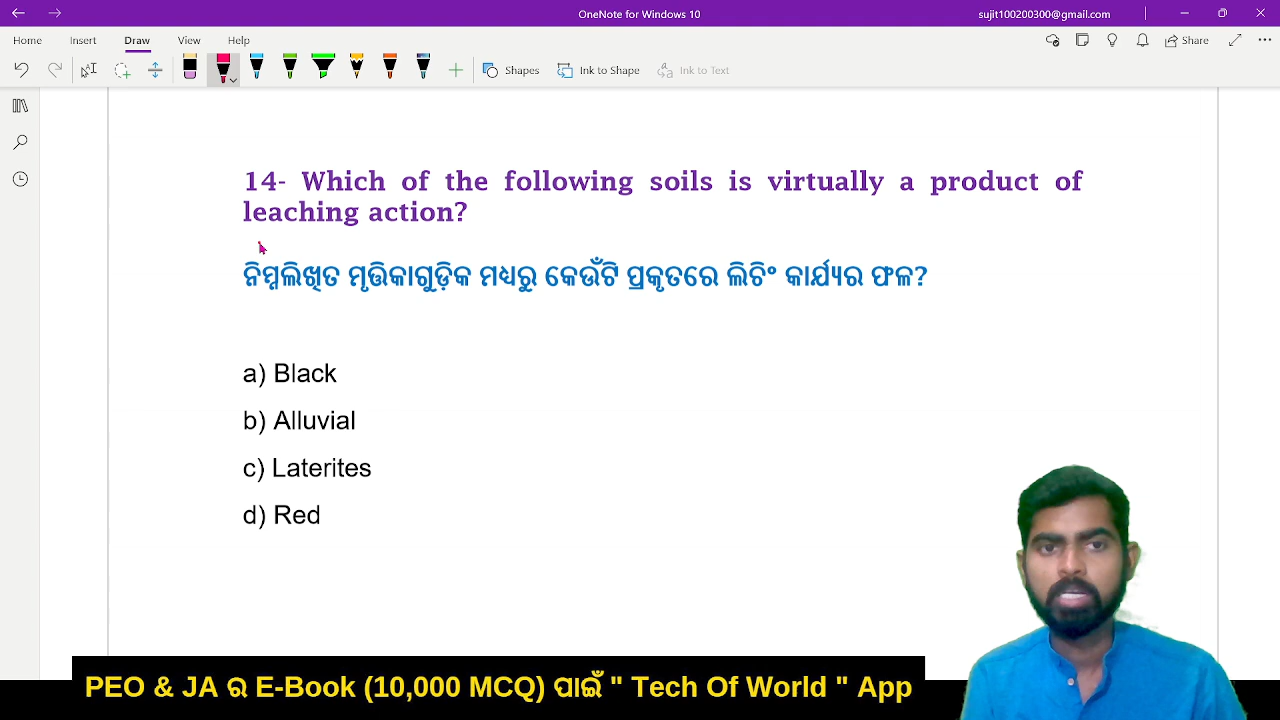 OneNote for Windows 10
sujit100200300@gmail.com
Home Insert Draw View Help
Share
Shapes Ink to Shape Ink to Text
14- Which of the following soils is virtually a product of
leaching action?
ନିମ୍ନଲିଖିତ ମୃତ୍ତିକାଗୁଡ଼ିକ ମଧ୍ୟରୁ କେଉଁଟି ପ୍ରକୃତରେ ଲିଚିଂ କାର୍ଯ୍ୟର ଫଳ?
a) Black
b) Alluvial
c) Laterites
d) Red
PEO & JA ର E-Book (10,000 MCQ) ପାଇଁ " Tech Of World " App